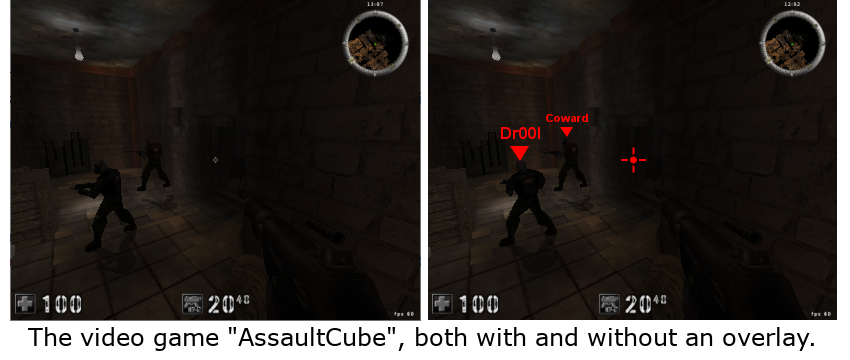 13:07
12:52
Coward
Dr00l
100
20 48
fps 60
100
20 48
fps 60
The video game "AssaultCube", both with and without an overlay.